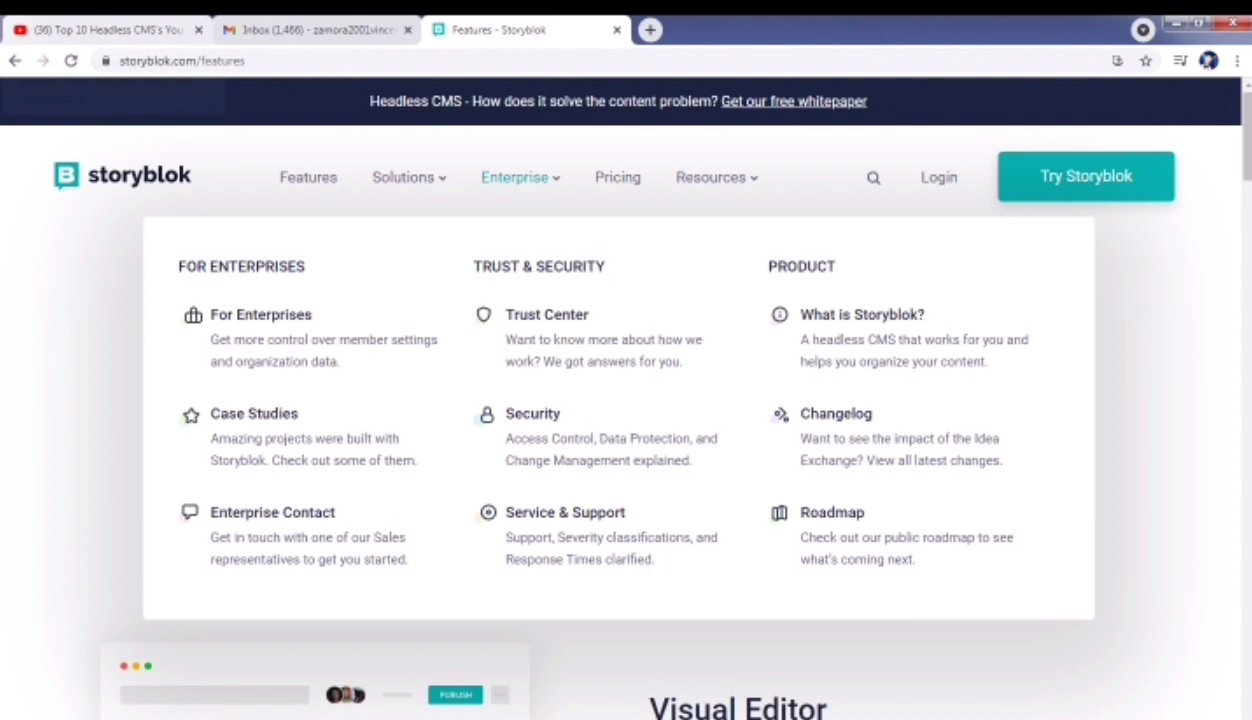 (36) Top 10 Headless CMS's You
Inbox (1,466) - zamora2001vince
Features - Storyblok
storyblok.com/features
Headless CMS - How does it solve the content problem? Get our free whitepaper
storyblok
Features Solutions Enterprise Pricing Resources Login Try Storyblok
FOR ENTERPRISES
For Enterprises
Get more control over member settings
and organization data.
Case Studies
Amazing projects were built with
Storyblok. Check out some of them.
Enterprise Contact
Get in touch with one of our Sales
representatives to get you started.
TRUST & SECURITY
Trust Center
Want to know more about how we
work? We got answers for you.
Security
Access Control, Data Protection, and
Change Management explained.
Service & Support
Support, Severity classifications, and
Response Times clarified.
PRODUCT
What is Storyblok?
A headless CMS that works for you and
helps you organize your content.
Changelog
Want to see the impact of the Idea
Exchange? View all latest changes.
Roadmap
Check out our public roadmap to see
what's coming next.
PUBLISH
Visual Editor